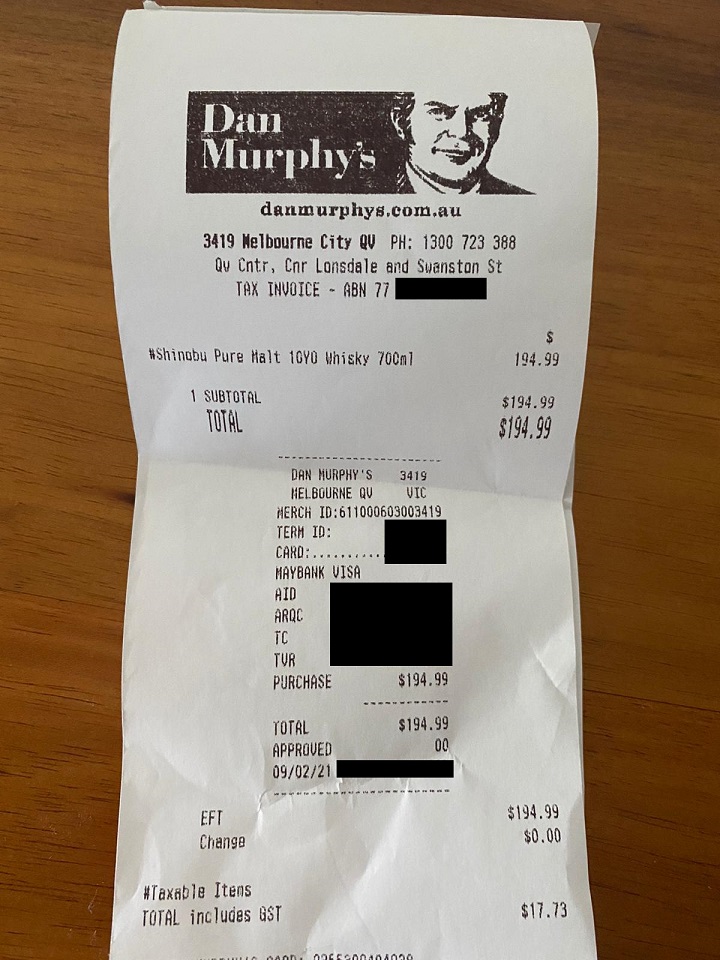 Dan
Murphy's
danmurphys.com.au
3419 Melbourne City QV PH: 1300 723 388
Qv Cntr, Cnr Lonsdale and Swanston St
TAX INVOICE - ABN 77
$
#Shinobu Pure Malt 10YO Whisky 700ml 194.99
1 SUBTOTAL $194.99
TOTAL $194.99
DAN MURPHY'S 3419
MELBOURNE QV VIC
MERCH ID:611000603003419
TERM ID:
CARD:..........
MAYBANK VISA
AID
ARQC
TC
TVR
PURCHASE $194.99
TOTAL $194.99
APPROVED 00
09/02/21
EFT $194.99
Change $0.00
#Taxable Items
TOTAL includes GST $17.73